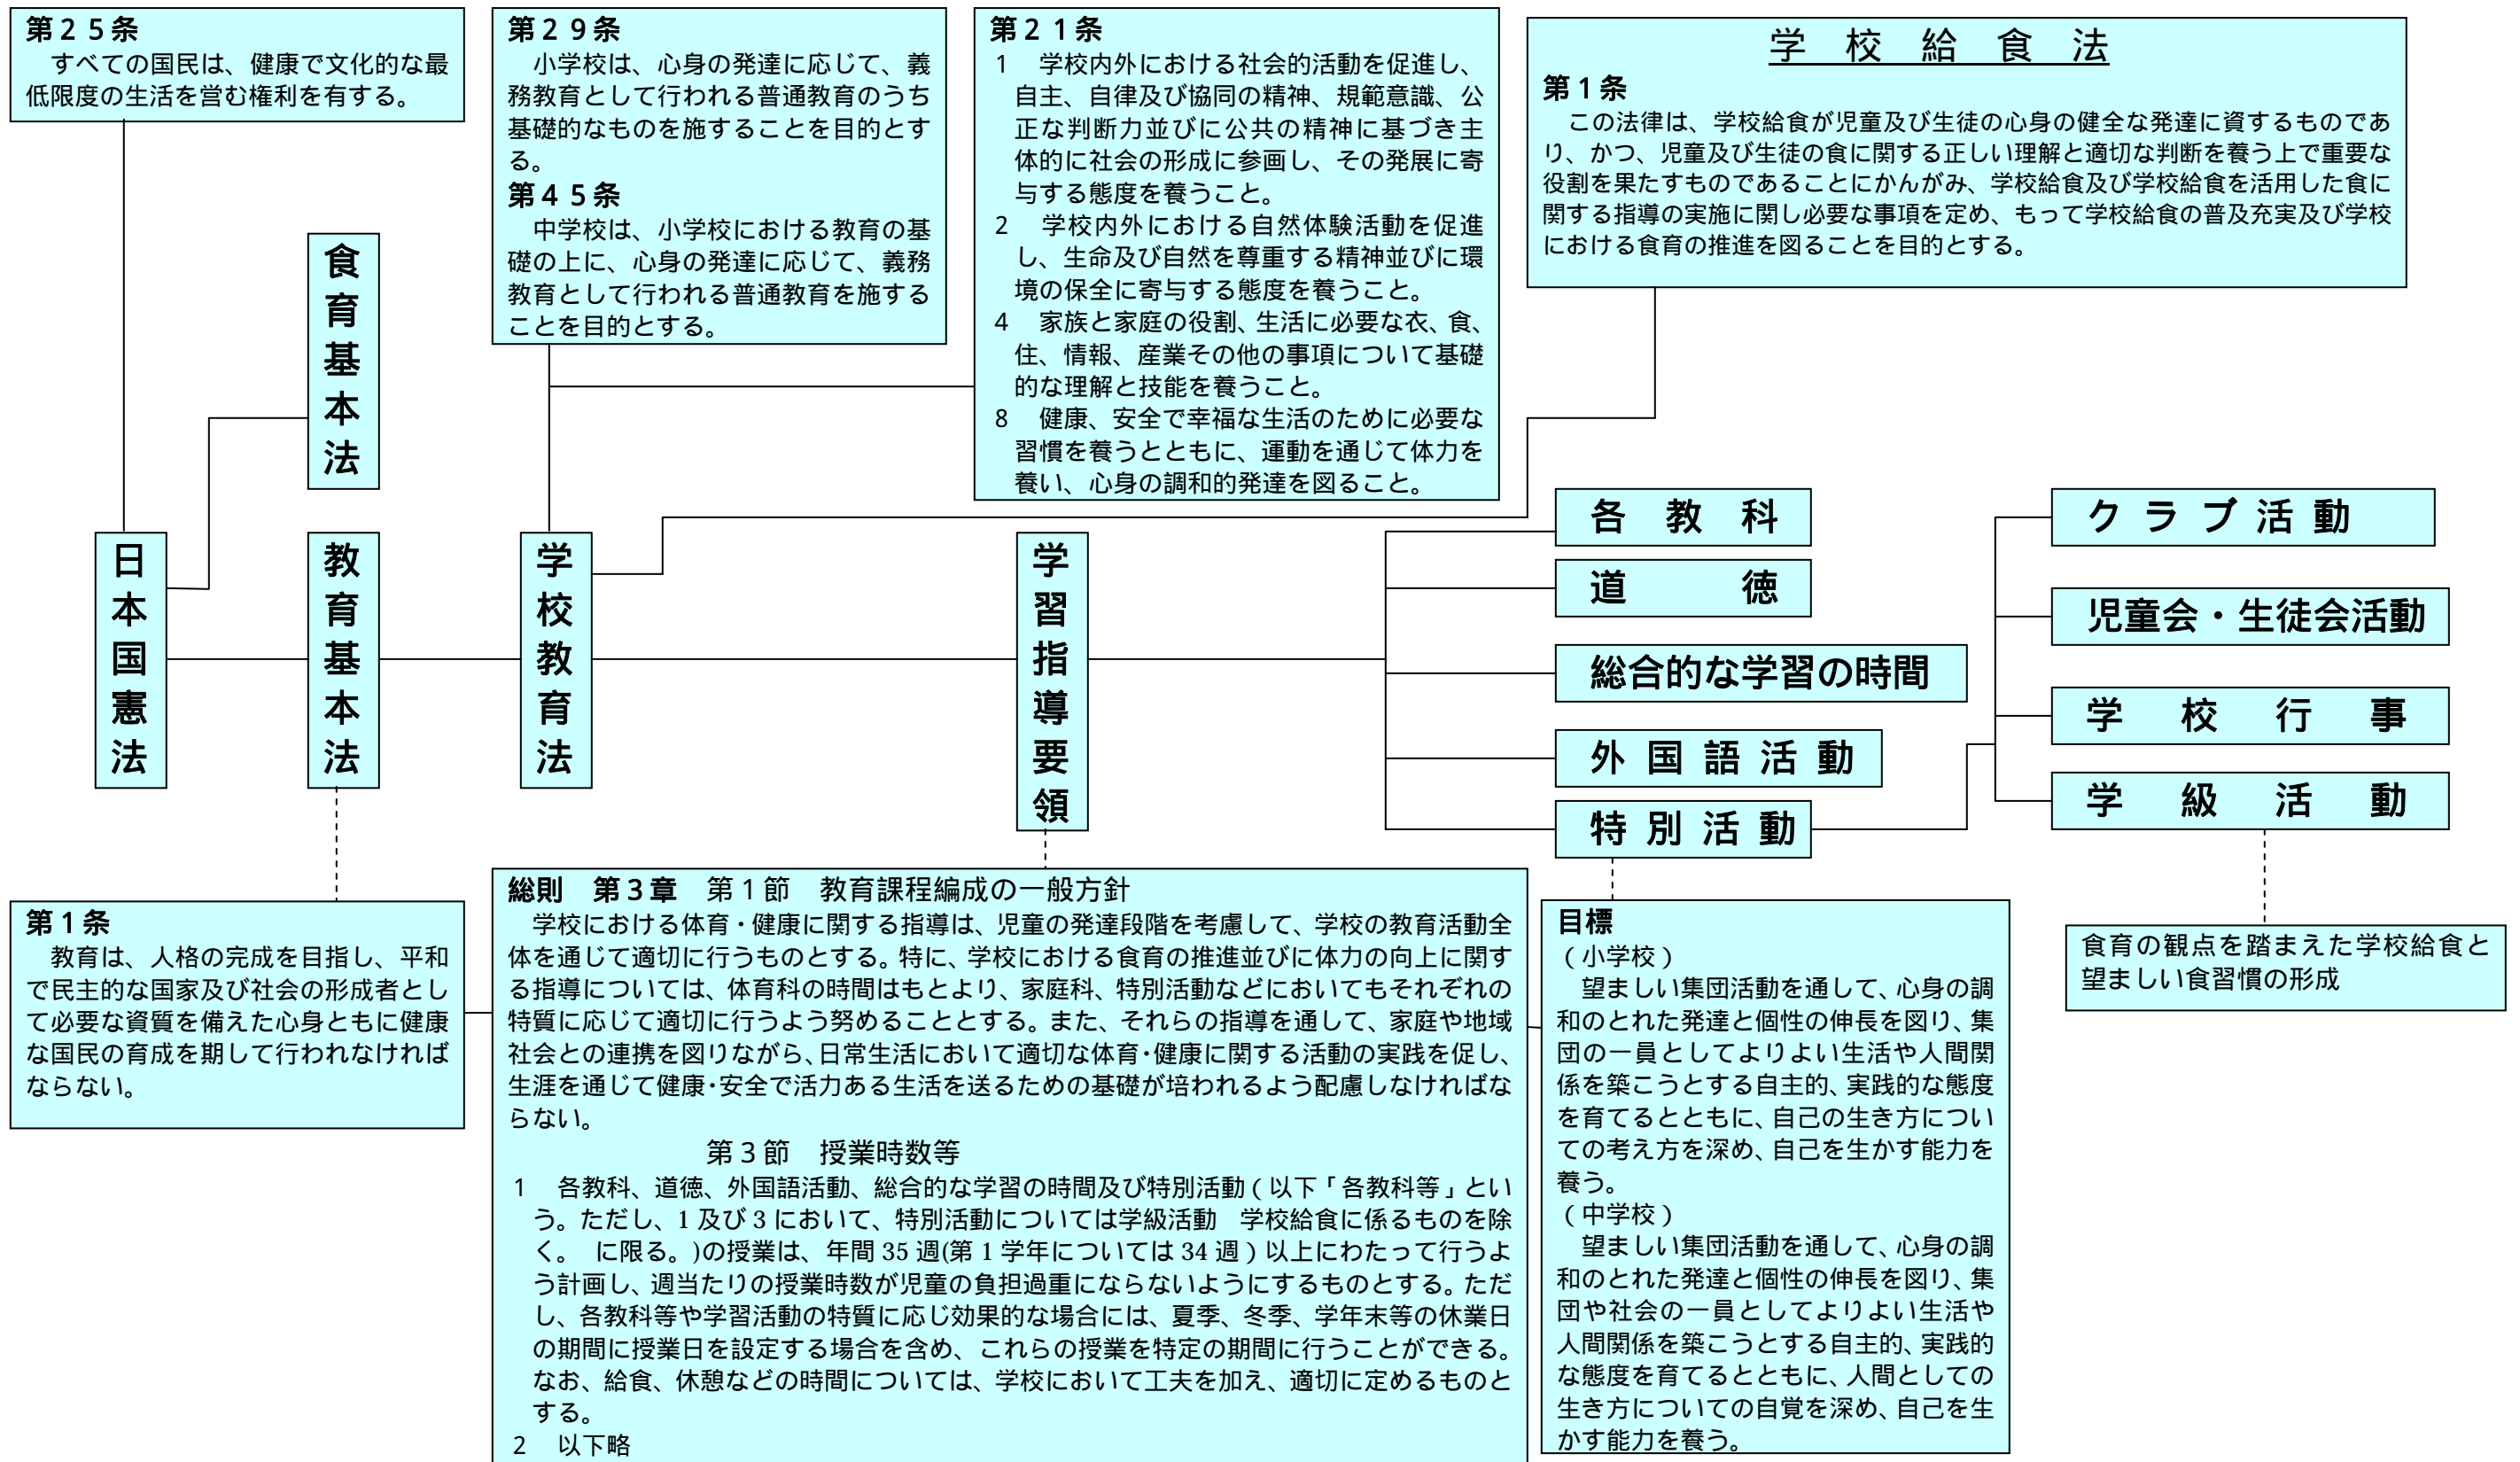 第２５条
　すべての国民は、健康で文化的な最
低限度の生活を営む権利を有する。
第２９条
　小学校は、心身の発達に応じて、義
務教育として行われる普通教育のうち
基礎的なものを施することを目的とす
る。
第４５条
　中学校は、小学校における教育の基
礎の上に、心身の発達に応じて、義務
教育として行われる普通教育を施する
ことを目的とする。
第２１条
1　学校内外における社会的活動を促進し、
自主、自律及び協同の精神、規範意識、公
正な判断力並びに公共の精神に基づき主
体的に社会の形成に参画し、その発展に寄
与する態度を養うこと。
2　学校内外における自然体験活動を促進
し、生命及び自然を尊重する精神並びに環
境の保全に寄与する態度を養うこと。
4　家族と家庭の役割、生活に必要な衣、食、
住、情報、産業その他の事項について基礎
的な理解と技能を養うこと。
8　健康、安全で幸福な生活のために必要な
習慣を養うとともに、運動を通じて体力を
養い、心身の調和的発達を図ること。
学　校　給　食　法
第１条
　この法律は、学校給食が児童及び生徒の心身の健全な発達に資するものであ
り、かつ、児童及び生徒の食に関する正しい理解と適切な判断を養う上で重要な
役割を果たすものであることにかんがみ、学校給食及び学校給食を活用した食に
関する指導の実施に関し必要な事項を定め、もって学校給食の普及充実及び学校
における食育の推進を図ることを目的とする。
食育基本法
日本国憲法
教育基本法
学校教育法
学習指導要領
各　教　科
道　　　徳
総合的な学習の時間
外国語活動
特別活動
クラブ活動
児童会・生徒会活動
学　校　行　事
学　級　活　動
第１条
　教育は、人格の完成を目指し、平和
で民主的な国家及び社会の形成者とし
て必要な資質を備えた心身ともに健康
な国民の育成を期して行われなければ
ならない。
総則　第３章　第１節　教育課程編成の一般方針
　学校における体育・健康に関する指導は、児童の発達段階を考慮して、学校の教育活動全
体を通じて適切に行うものとする。特に、学校における食育の推進並びに体力の向上に関す
る指導については、体育科の時間はもとより、家庭科、特別活動などにおいてもそれぞれの
特質に応じて適切に行うよう努めることとする。また、それらの指導を通して、家庭や地域
社会との連携を図りながら、日常生活において適切な体育・健康に関する活動の実践を促し、
生涯を通じて健康・安全で活力ある生活を送るための基礎が培われるよう配慮しなければな
らない。
第３節　授業時数等
1　各教科、道徳、外国語活動、総合的な学習の時間及び特別活動（以下「各教科等」とい
う。ただし、1 及び 3 において、特別活動については学級活動　学校給食に係るものを除
く。　に限る。)の授業は、年間 35 週(第 1 学年については 34 週）以上にわたって行うよ
う計画し、週当たりの授業時数が児童の負担過重にならないようにするものとする。ただ
し、各教科等や学習活動の特質に応じ効果的な場合には、夏季、冬季、学年末等の休業日
の期間に授業日を設定する場合を含め、これらの授業を特定の期間に行うことができる。
なお、給食、休憩などの時間については、学校において工夫を加え、適切に定めるものと
する。
2　以下略
目標
（小学校）
　望ましい集団活動を通して、心身の調
和のとれた発達と個性の伸長を図り、集
団の一員としてよりよい生活や人間関
係を築こうとする自主的、実践的な態度
を育てるとともに、自己の生き方につい
ての考え方を深め、自己を生かす能力を
養う。
（中学校）
　望ましい集団活動を通して、心身の調
和のとれた発達と個性の伸長を図り、集
団や社会の一員としてよりよい生活や
人間関係を築こうとする自主的、実践的
な態度を育てるとともに、人間としての
生き方についての自覚を深め、自己を生
かす能力を養う。
食育の観点を踏まえた学校給食と
望ましい食習慣の形成